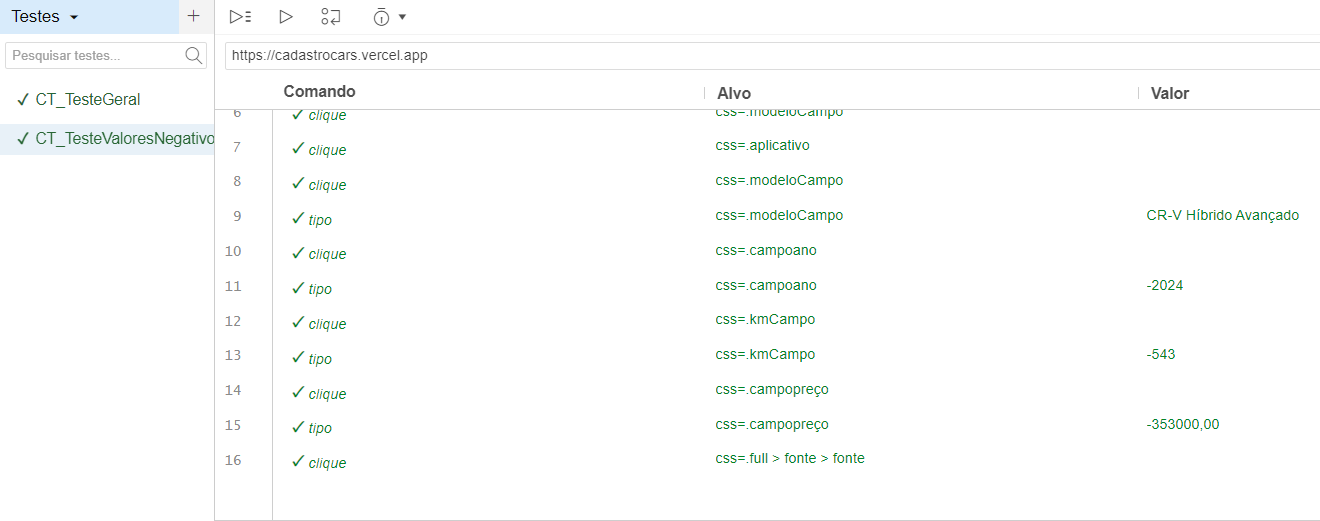 Testes
https://cadastrocars.vercel.app
Pesquisar testes...
Comando Alvo Valor
CT_TesteGeral
CT_TesteValoresNegativo
6 clique css=.modeloCampo
7 clique css=.aplicativo
8 clique css=.modeloCampo
9 tipo css=.modeloCampo CR-V Híbrido Avançado
10 clique css=.campoano
11 tipo css=.campoano -2024
12 clique css=.kmCampo
13 tipo css=.kmCampo -543
14 clique css=.campopreço
15 tipo css=.campopreço -353000,00
16 clique css=.full > fonte > fonte